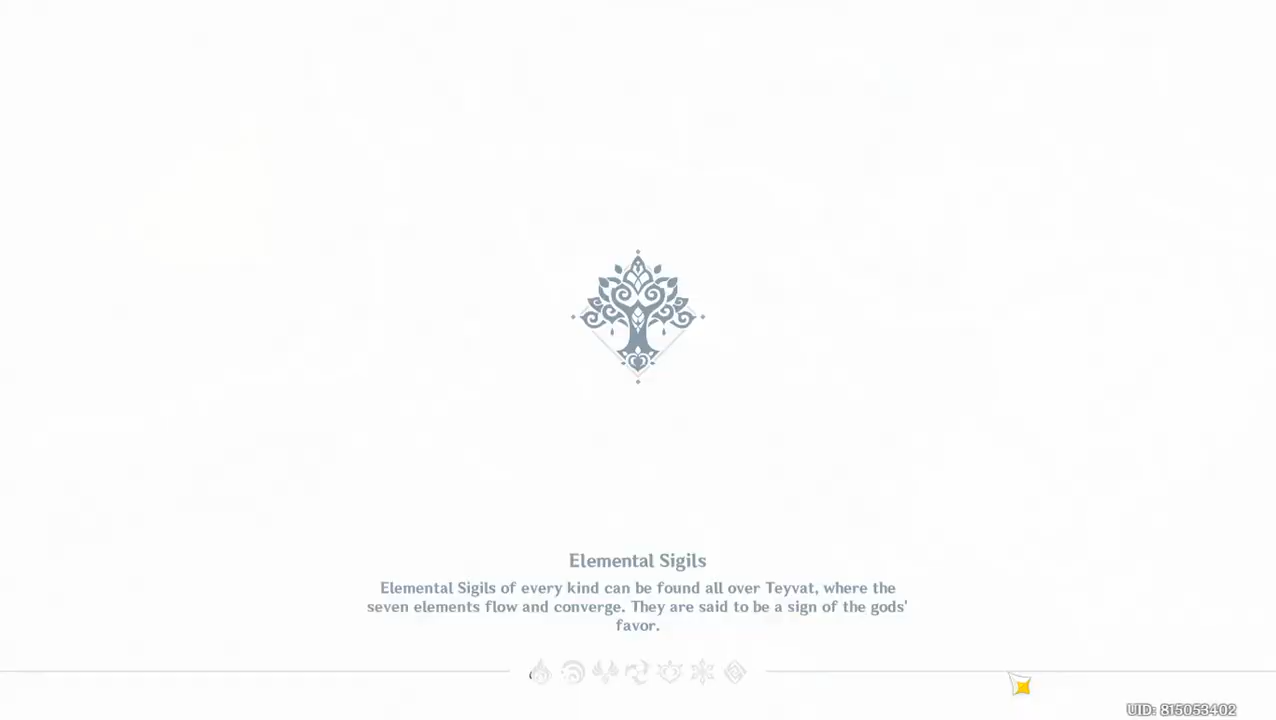 Elemental Sigils
Elemental Sigils of every kind can be found all over Teyvat, where the
seven elements flow and converge. They are said to be a sign of the gods'
favor.
UID: 815053402